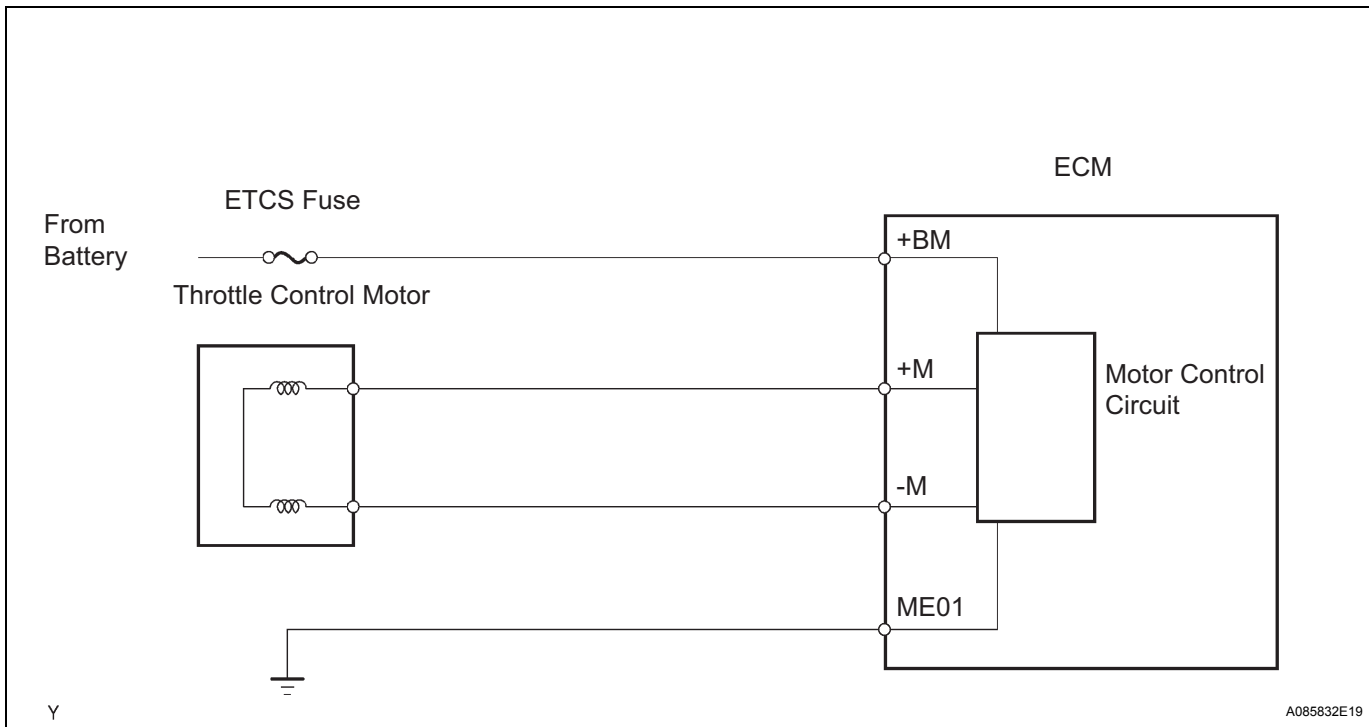 ECM
ETCS Fuse
From
Battery
+BM
Throttle Control Motor
+M
Motor Control
Circuit
-M
ME01
Y
A085832E19